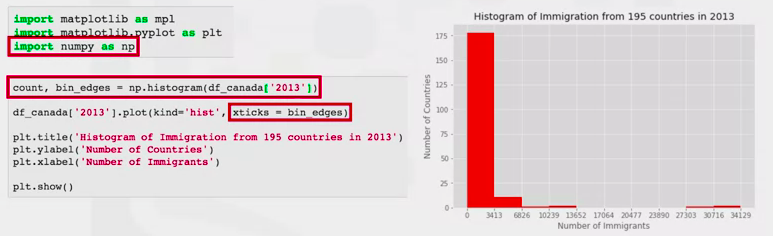 import matplotlib as mpl
import matplotlib.pyplot as plt
import numpy as np
count, bin_edges = np.histogram(df_canada['2013'])
df_canada['2013'].plot(kind='hist', xticks = bin_edges)
plt.title('Histogram of Immigration from 195 countries in 2013')
plt.ylabel('Number of Countries')
plt.xlabel('Number of Immigrants')
plt.show()
Histogram of Immigration from 195 countries in 2013
Number of Countries
175
150
125
100
75
50
25
0
0 3413 6826 10239 13652 17064 20477 23890 27303 30716 34129
Number of Immigrants